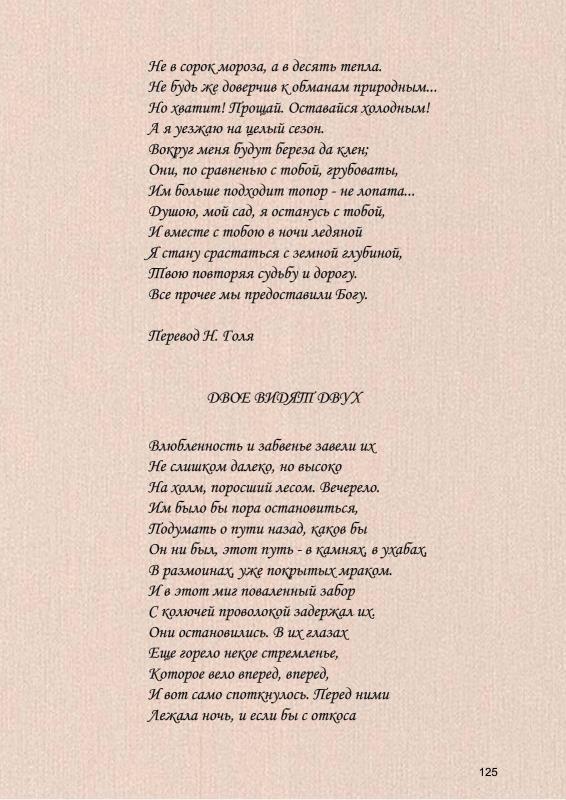 Не в сорок мороза, а в десять тепла.
Не будь же доверчив к обманам природным...
Но хватит! Прощай. Оставайся холодным!
А я уезжаю на целый сезон.
Вокруг меня будут береза да клен;
Они, по сравненью с тобой, грубоваты,
Им больше подходит топор - не лопата...
Душою, мой сад, я останусь с тобой,
И вместе с тобою в ночи ледяной
Я стану срастаться с земной глубиной,
Твою повторяя судьбу и дорогу.
Все прочее мы предоставили Богу.
Перевод Н. Голя
ДВОЕ ВИДЯТ ДВУХ
Влюбленность и забвенье завели их
Не слишком далеко, но высоко
На холм, поросший лесом. Вечерело.
Им было бы пора остановиться,
Подумать о пути назад, каков бы
Он ни был, этот путь - в камнях, в ухабах,
В размоинах, уже покрытых мраком.
И в этот миг поваленный забор
С колючей проволокой задержал их.
Они остановились. В их глазах
Еще горело некое стремленье,
Которое вело вперед, вперед,
И вот само споткнулось. Перед ними
Лежала ночь, и если бы с откоса
125